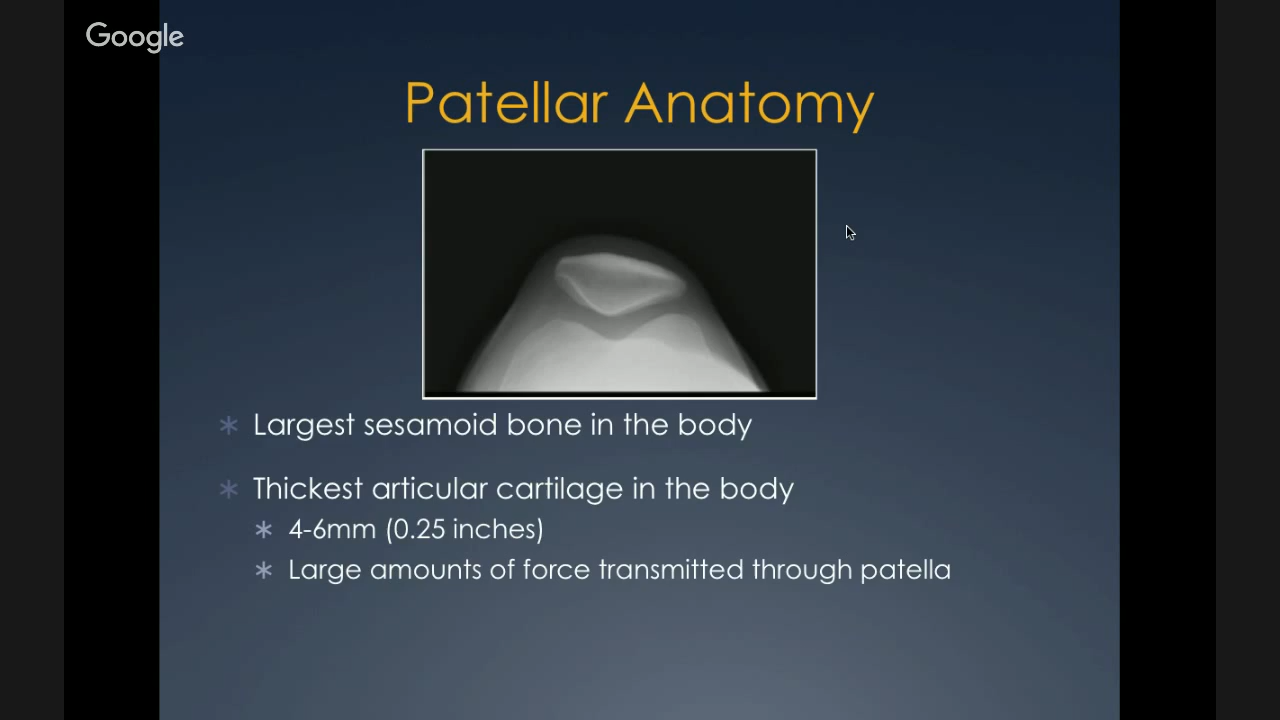 Google
Patellar Anatomy
Largest sesamoid bone in the body
Thickest articular cartilage in the body
4-6mm (0.25 inches)
Large amounts of force transmitted through patella